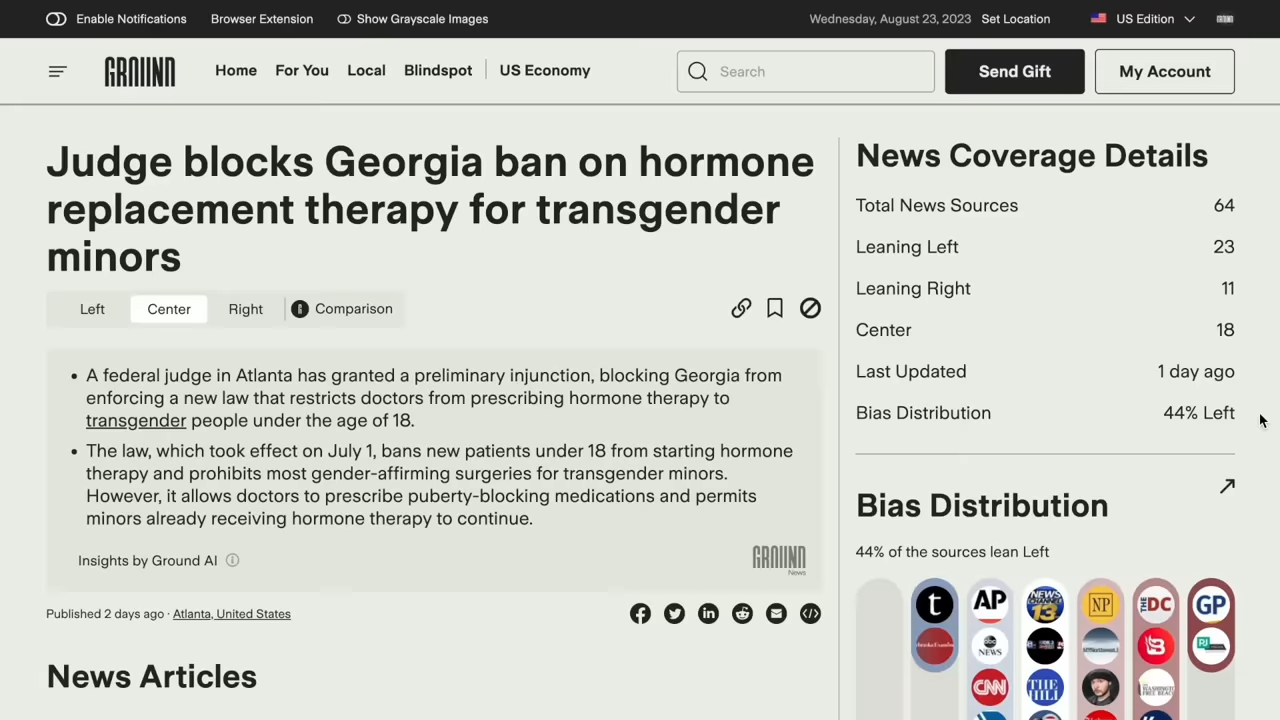 Enable Notifications Browser Extension Show Grayscale Images Wednesday, August 23, 2023 Set Location US Edition
GROUND Home For You Local Blindspot US Economy Search Send Gift My Account
Judge blocks Georgia ban on hormone
replacement therapy for transgender
minors
Left Center Right Comparison
A federal judge in Atlanta has granted a preliminary injunction, blocking Georgia from
enforcing a new law that restricts doctors from prescribing hormone therapy to
transgender people under the age of 18.
The law, which took effect on July 1, bans new patients under 18 from starting hormone
therapy and prohibits most gender-affirming surgeries for transgender minors.
However, it allows doctors to prescribe puberty-blocking medications and permits
minors already receiving hormone therapy to continue.
Insights by Ground AI
GROUND
News
Published 2 days ago · Atlanta, United States
News Articles
News Coverage Details
Total News Sources 64
Leaning Left 23
Leaning Right 11
Center 18
Last Updated 1 day ago
Bias Distribution 44% Left
Bias Distribution
44% of the sources lean Left
t AP NEWS CHANNEL 13 NP THE DC GP
abc NEWS B RJ
CNN THE HILL WASHINGTON FREE BEACON